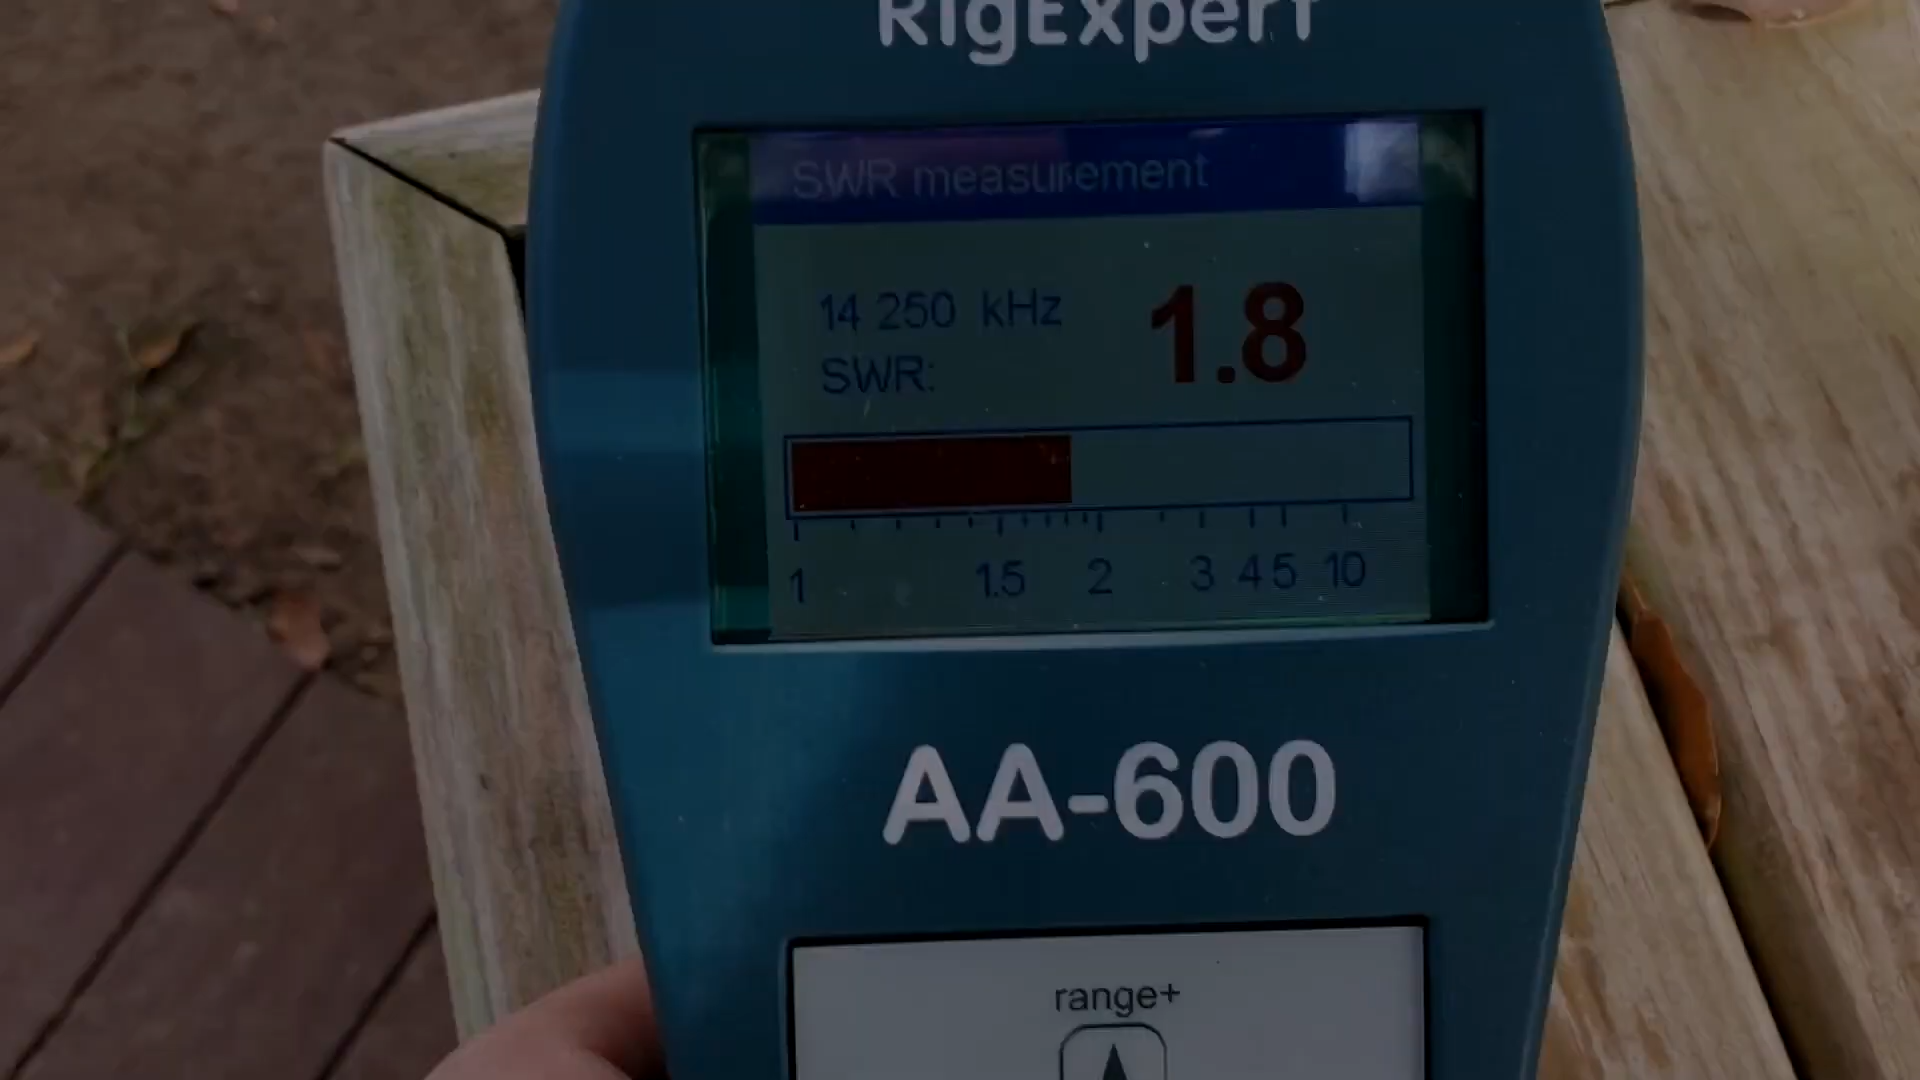 RigExpert
SWR measurement
14 250 kHz
1.8
SWR:
1 1.5 2 3 4 5 10
AA-600
range+